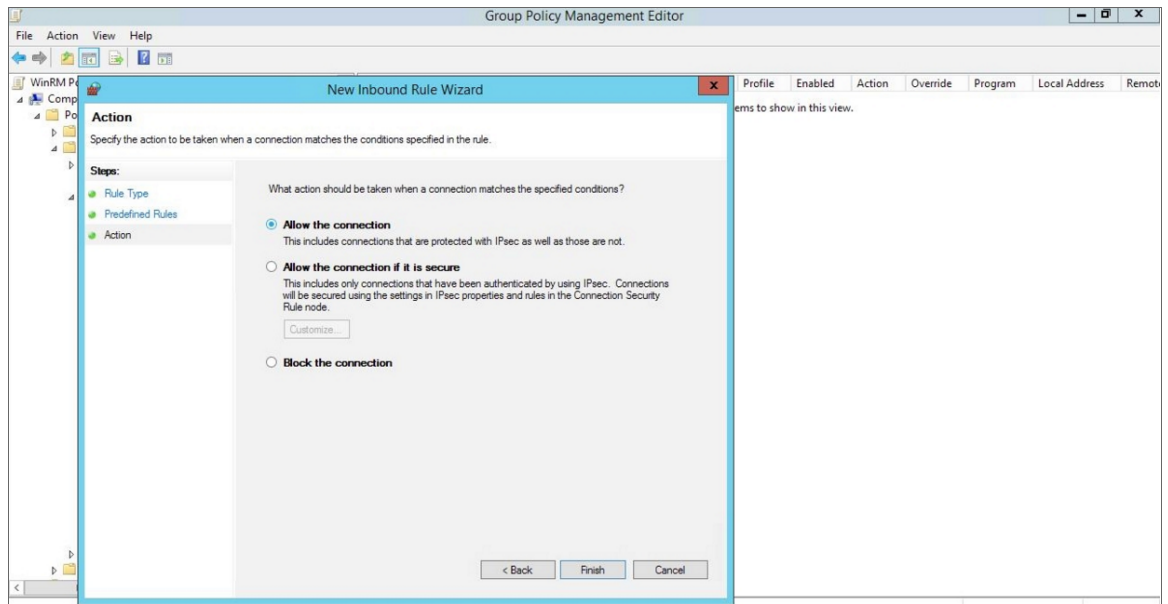 Group Policy Management Editor
File Action View Help
WinRM
Comp
Po
Profile Enabled Action Override Program Local Address Remot
ems to show in this view.
New Inbound Rule Wizard
Action
Specify the action to be taken when a connection matches the conditions specified in the rule.
Steps:
Rule Type
Predefined Rules
Action
What action should be taken when a connection matches the specified conditions?
Allow the connection
This includes connections that are protected with IPsec as well as those are not.
Allow the connection if it is secure
This includes only connections that have been authenticated by using IPsec. Connections
will be secured using the settings in IPsec properties and rules in the Connection Security
Rule node.
Customize...
Block the connection
< Back Finish Cancel